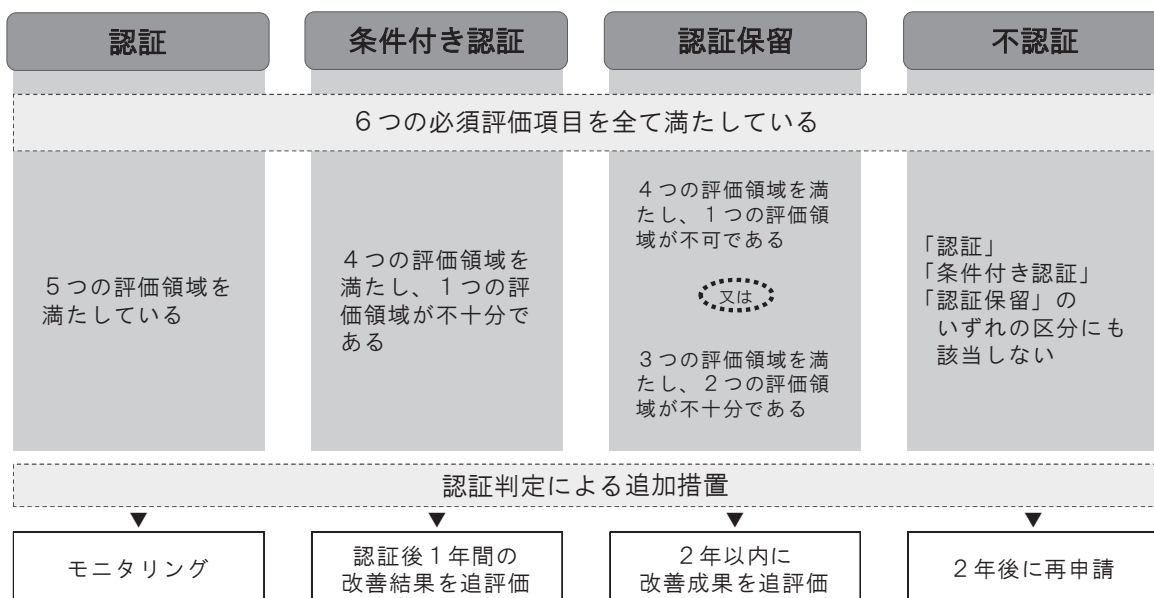 認証
条件付き認証
認証保留
不認証
６つの必須評価項目を全て満たしている
５つの評価領域を
満たしている
４つの評価領域を
満たし、１つの評
価領域が不十分で
ある
４つの評価領域を満
たし、１つの評価領
域が不可である
又は
３つの評価領域を満
たし、２つの評価領
域が不十分である
「認証」
「条件付き認証」
「認証保留」の
いずれの区分にも
該当しない
認証判定による追加措置
▼
▼
▼
▼
モニタリング
認証後１年間の
改善結果を追評価
２年以内に
改善成果を追評価
２年後に再申請